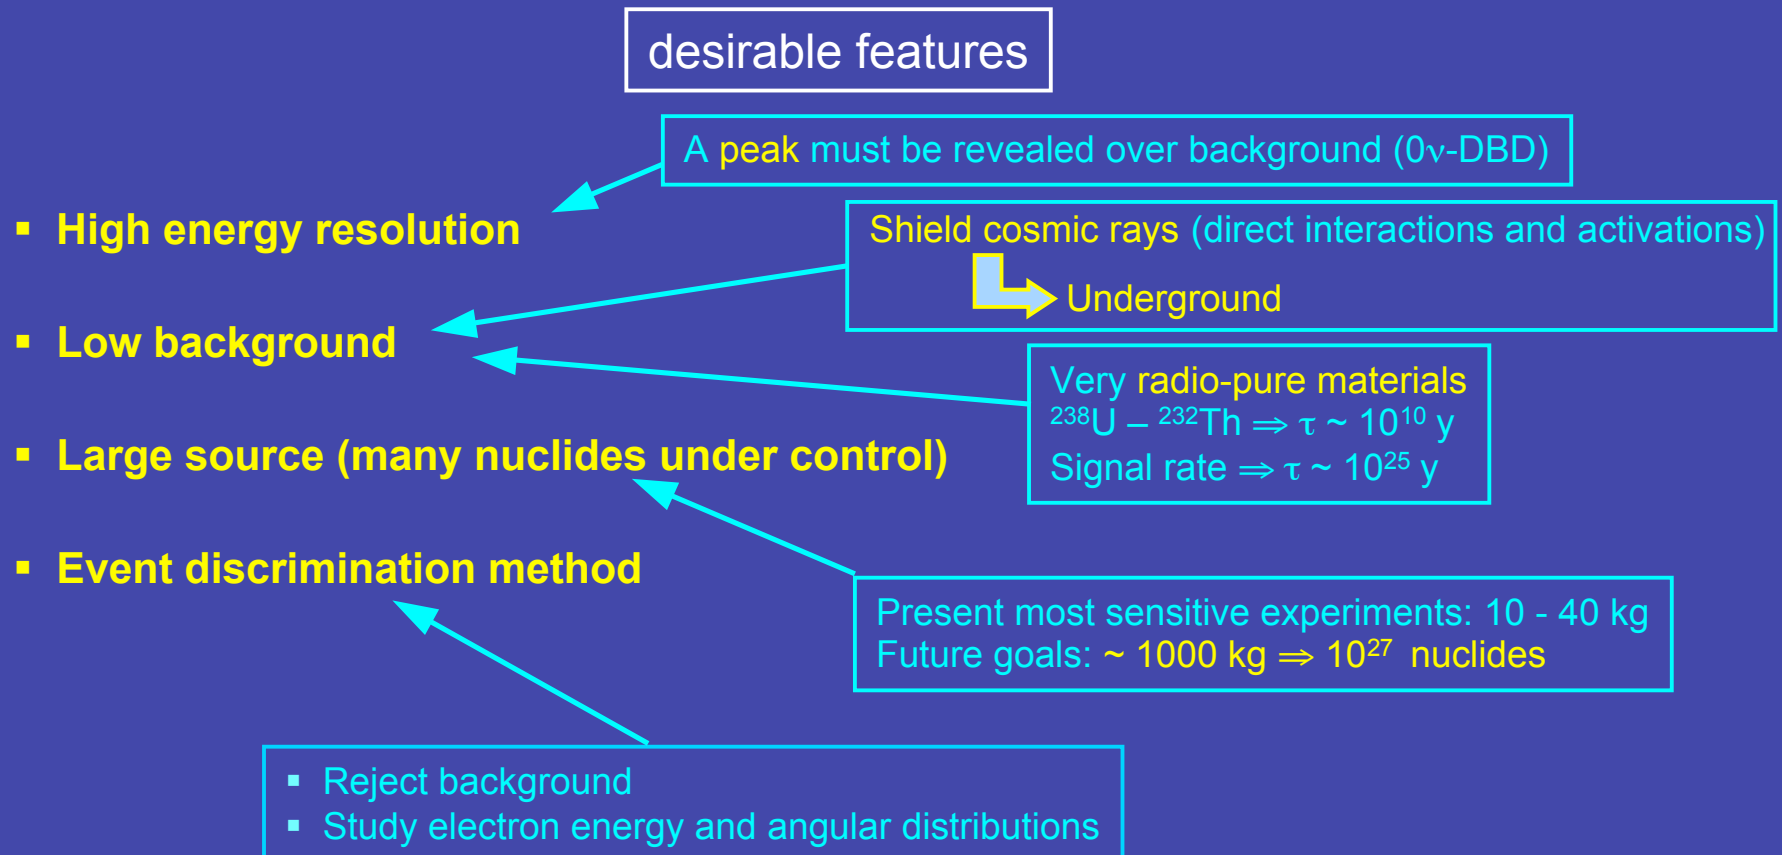 desirable features
A peak must be revealed over background (0ν-DBD)
▪ High energy resolution
Shield cosmic rays (direct interactions and activations)
Underground
▪ Low background
Very radio-pure materials
²³⁸U – ²³²Th ⇒ τ ~ 10¹⁰ y
Signal rate ⇒ τ ~ 10²⁵ y
▪ Large source (many nuclides under control)
▪ Event discrimination method
Present most sensitive experiments: 10 - 40 kg
Future goals: ~ 1000 kg ⇒ 10²⁷ nuclides
▪ Reject background
▪ Study electron energy and angular distributions